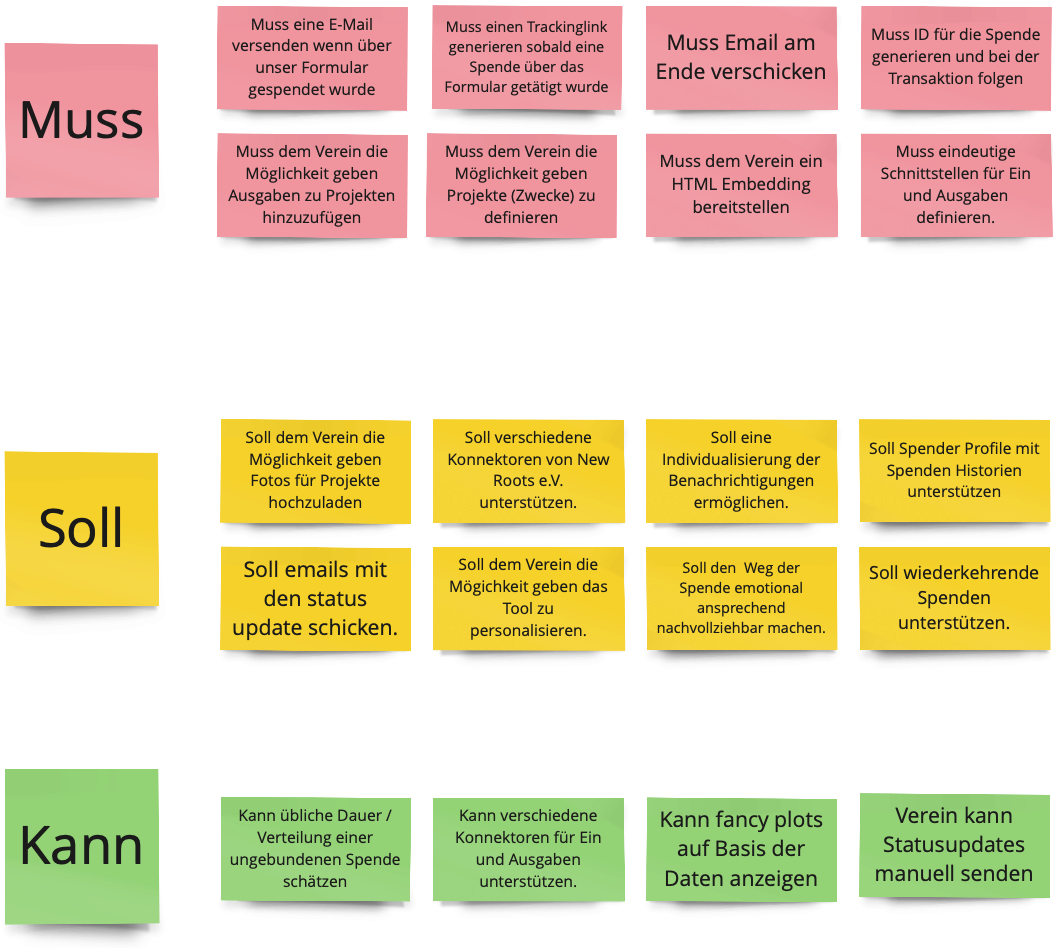 Muss
Muss eine E-Mail
versenden wenn über
unser Formular
gespendet wurde
Muss einen Trackinglink
generieren sobald eine
Spende über das
Formular getätigt wurde
Muss Email am
Ende verschicken
Muss ID für die Spende
generieren und bei der
Transaktion folgen
Muss dem Verein die
Möglichkeit geben
Ausgaben zu Projekten
hinzuzufügen
Muss dem Verein die
Möglichkeit geben
Projekte (Zwecke) zu
definieren
Muss dem Verein ein
HTML Embedding
bereitstellen
Muss eindeutige
Schnittstellen für Ein
und Ausgaben
definieren.
Soll
Soll dem Verein die
Möglichkeit geben
Fotos für Projekte
hochzuladen
Soll verschiedene
Konnektoren von New
Roots e.V.
unterstützen.
Soll eine
Individualisierung der
Benachrichtigungen
ermöglichen.
Soll Spender Profile mit
Spenden Historien
unterstützen
Soll emails mit
den status
update schicken.
Soll dem Verein die
Mögichkeit geben das
Tool zu
personalisieren.
Soll den Weg der
Spende emotional
ansprechend
nachvollziehbar machen.
Soll wiederkehrende
Spenden
unterstützen.
Kann
Kann übliche Dauer /
Verteilung einer
ungebundenen Spende
schätzen
Kann verschiedene
Konnektoren für Ein
und Ausgaben
unterstützen.
Kann fancy plots
auf Basis der
Daten anzeigen
Verein kann
Statusupdates
manuell senden